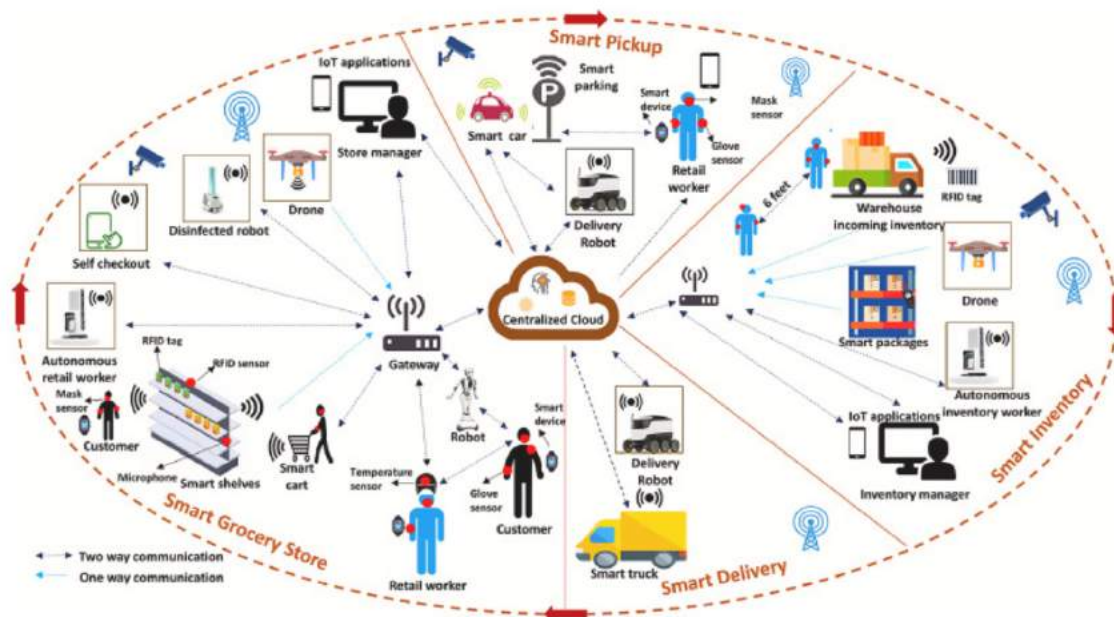 Smart Pickup
IoT applications
Store manager
Smart car
Smart
parking
P
Smart
device
Mask
sensor
Glove
sensor
Retail
worker
Delivery
Robot
6 feet
Warehouse
incoming inventory
RFID tag
Drone
Smart packages
Autonomous
inventory worker
IoT applications
Inventory manager
Smart Inventory
Drone
Disinfected robot
Self checkout
Autonomous
retail worker
RFID tag
RFID sensor
Mask
sensor
Customer
Microphone
Smart shelves
Smart
cart
Gateway
Centralized Cloud
Robot
Smart
device
Temperature
sensor
Glove
sensor
Customer
Retail worker
Smart Grocery Store
Delivery
Robot
Smart truck
Smart Delivery
Two way communication
One way communication